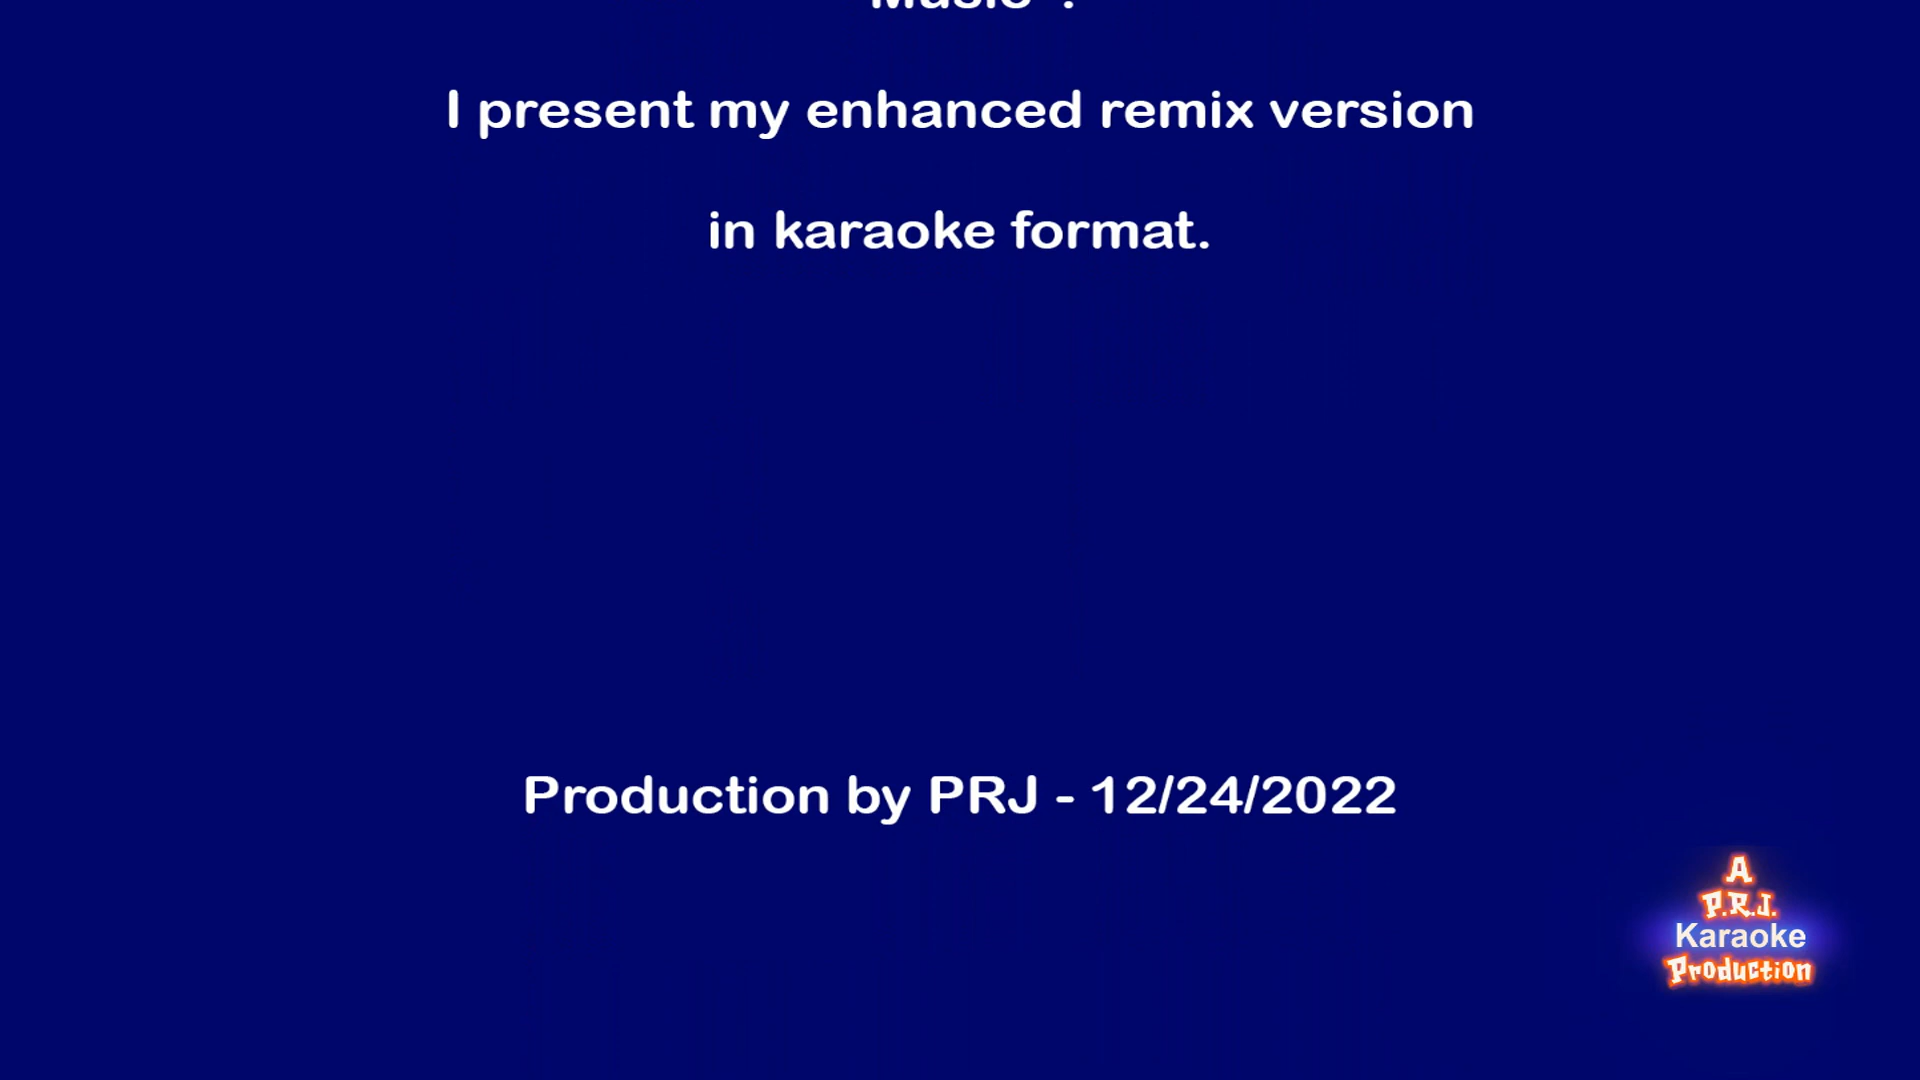 I present my enhanced remix version
in karaoke format.
Production by PRJ - 12/24/2022
A
P.R.J.
Karaoke
Production